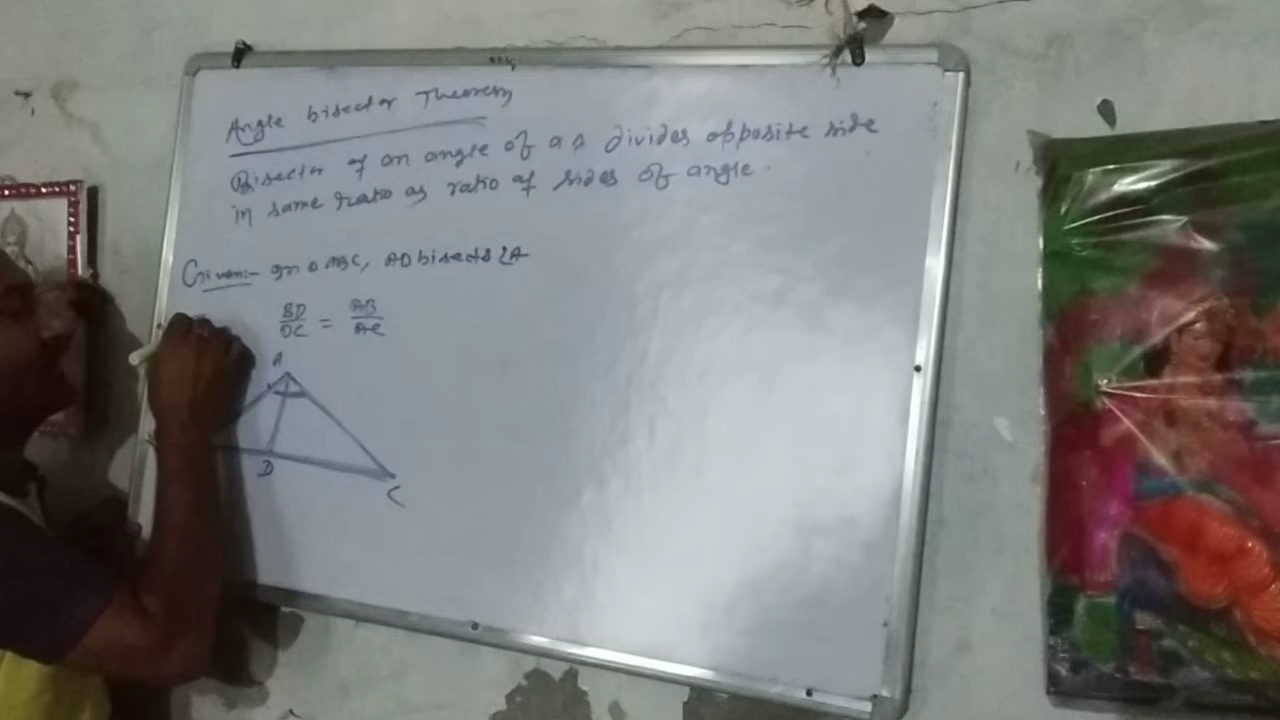 Angle bisector Theorem
Bisector of an angle of a Δ divides opposite side
in same ratio as ratio of sides of angle.
Given:- In Δ ABC, AD bisects ∠A
BD/DC = AB/AC
A
D
C